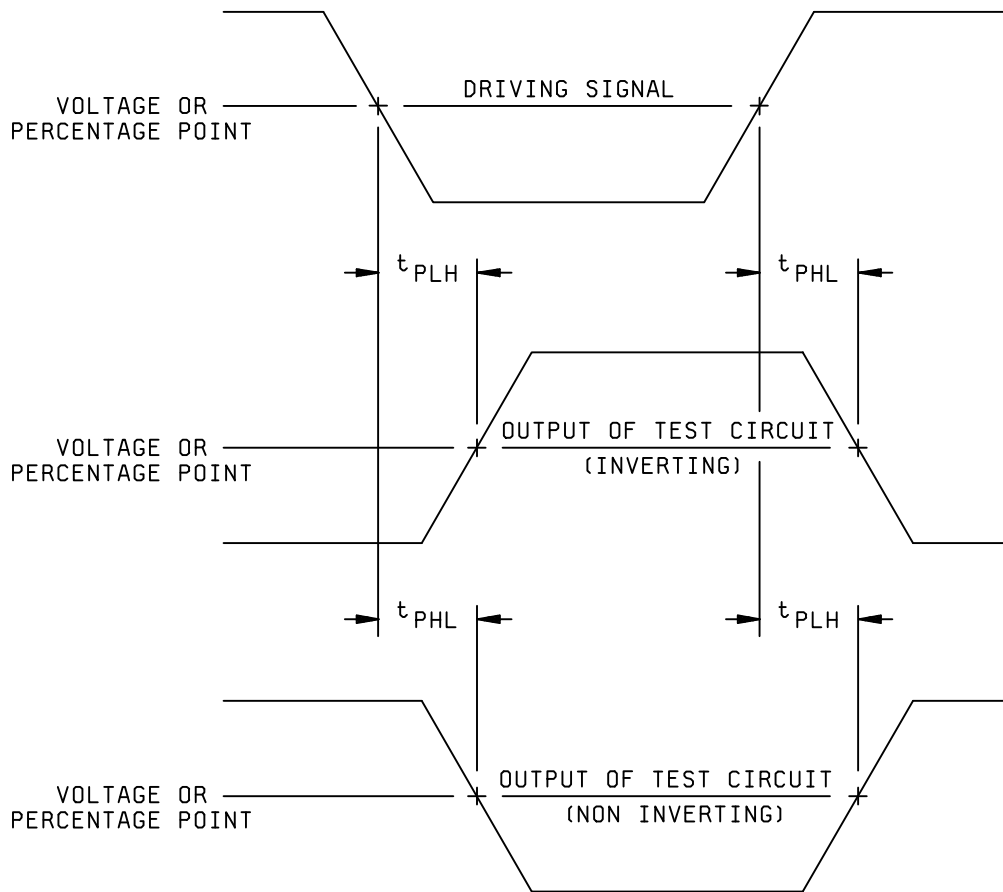 DRIVING SIGNAL
VOLTAGE OR
PERCENTAGE POINT
tPLH
tPHL
OUTPUT OF TEST CIRCUIT
(INVERTING)
VOLTAGE OR
PERCENTAGE POINT
tPHL
tPLH
OUTPUT OF TEST CIRCUIT
(NON INVERTING)
VOLTAGE OR
PERCENTAGE POINT